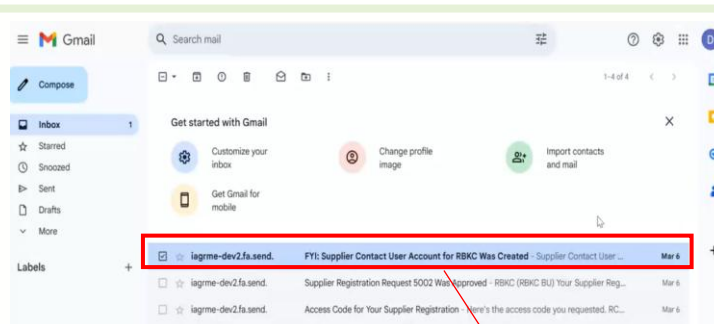 Gmail
Search mail
Compose
1–4 of 4
Inbox 1
Starred
Snoozed
Sent
Drafts
More
Labels
Get started with Gmail
Customize your
inbox
Change profile
image
Import contacts
and mail
Get Gmail for
mobile
iagrme-dev2.fa.send. FYI: Supplier Contact User Account for RBKC Was Created - Supplier Contact User ... Mar 6
iagrme-dev2.fa.send. Supplier Registration Request 5002 Was Approved - RBKC (RBKC BU) Your Supplier Reg... Mar 6
iagrme-dev2.fa.send. Access Code for Your Supplier Registration - Here's the access code you requested. RC... Mar 6